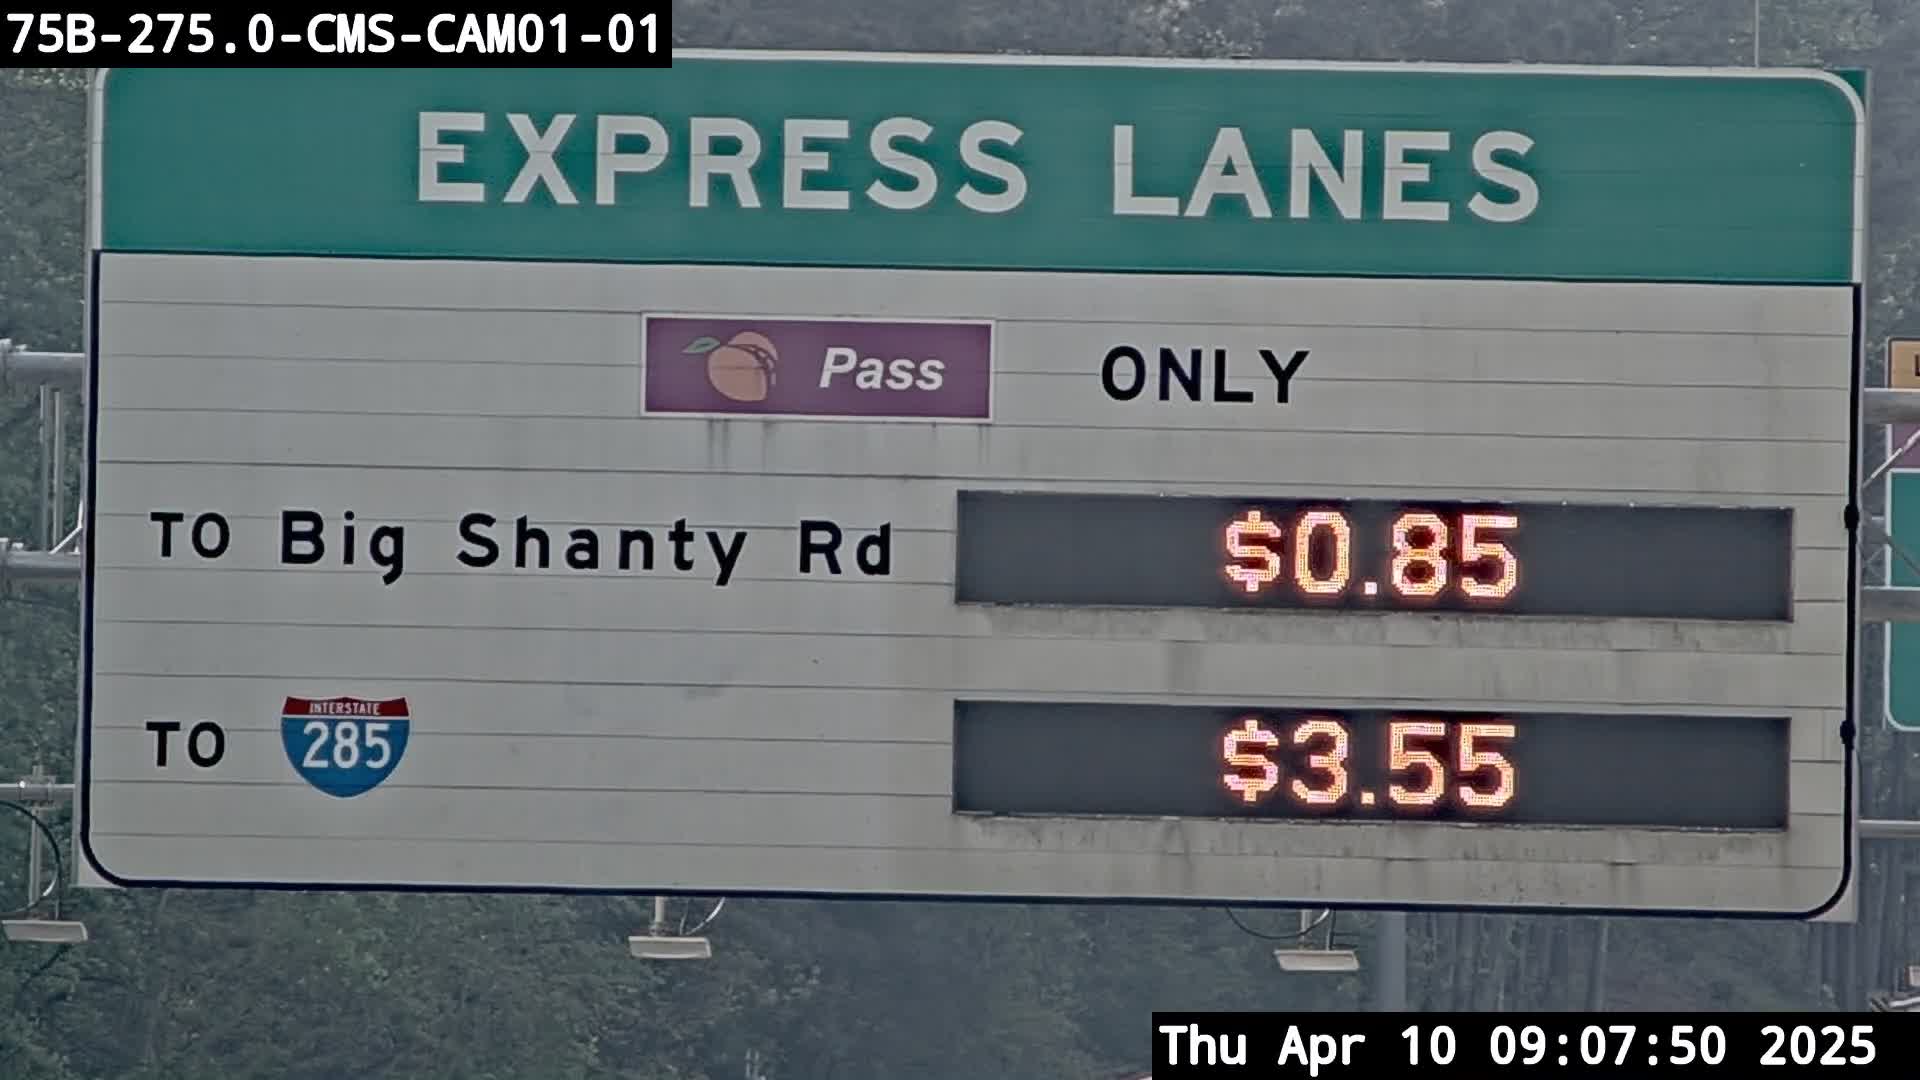 75B-275.0-CMS-CAM01-01
EXPRESS LANES
Pass ONLY
TO Big Shanty Rd $0.85
TO INTERSTATE 285 $3.55
Thu Apr 10 09:07:50 2025